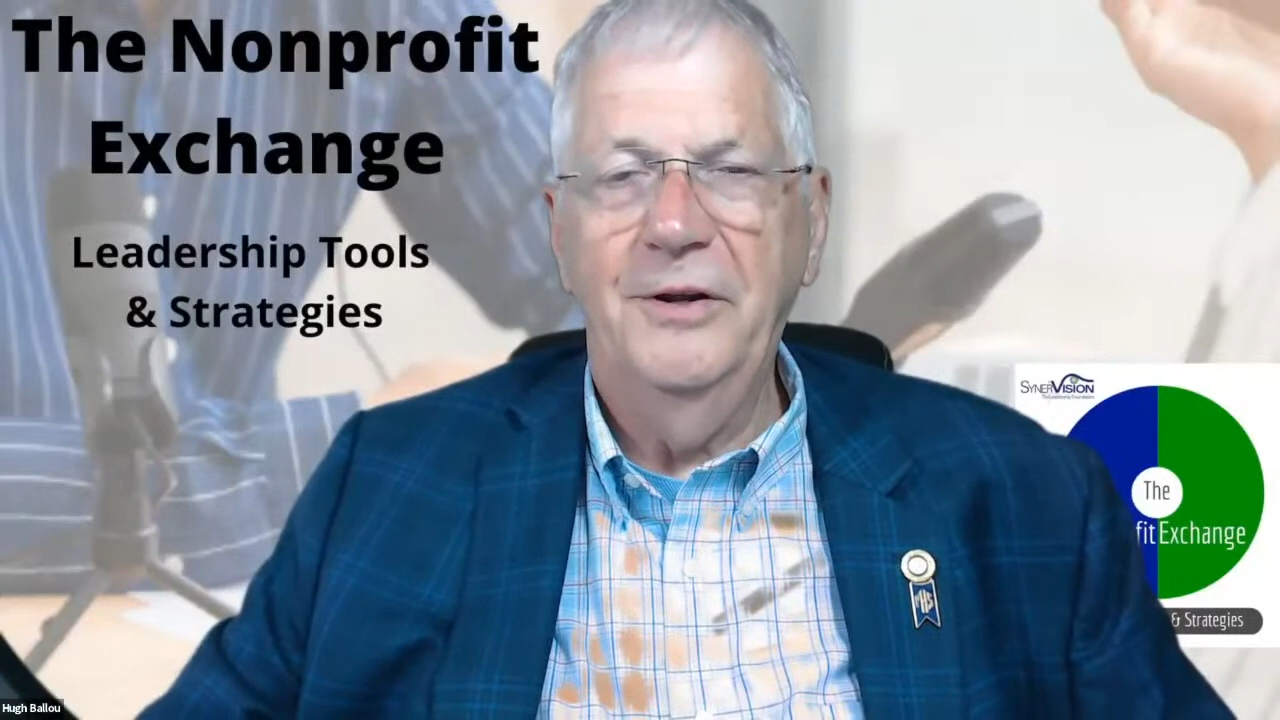 The Nonprofit
Exchange
Leadership Tools
& Strategies
SYNERVISION
The
fit Exchange
& Strategies
Hugh Ballou